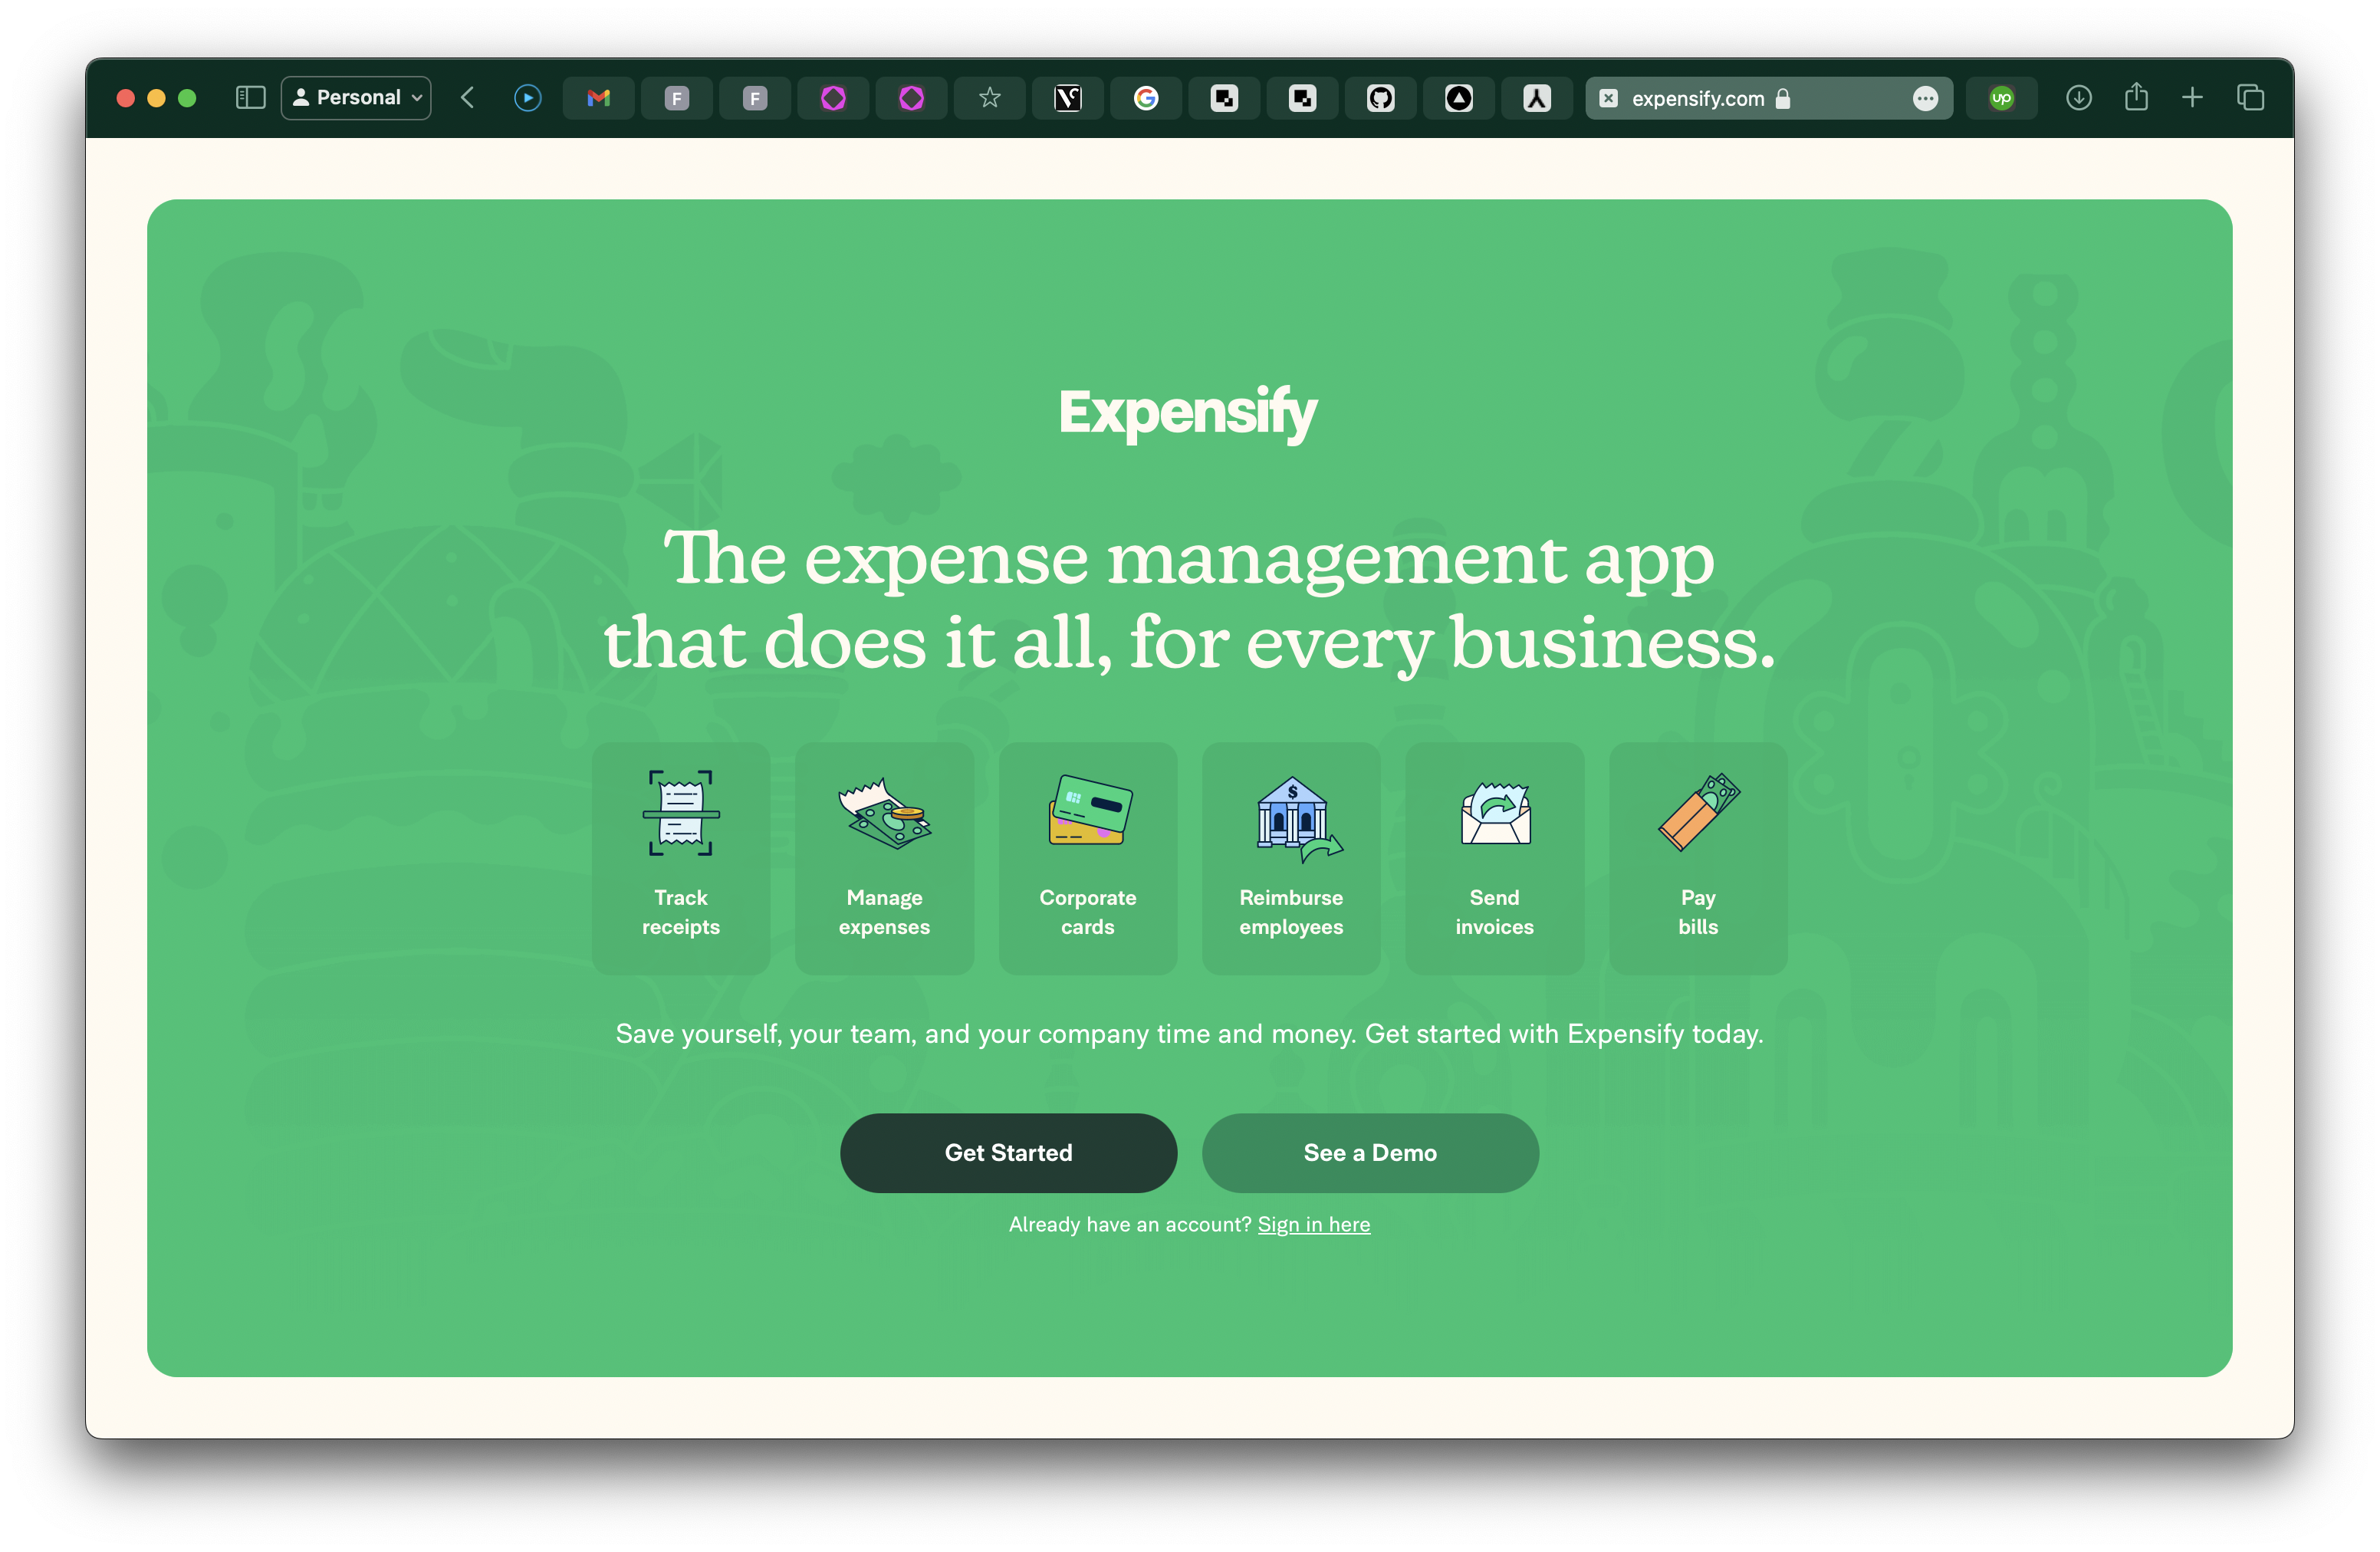 Personal
F
F
expensify.com
up
Expensify
The expense management app
that does it all, for every business.
$
Track
receipts
Manage
expenses
Corporate
cards
Reimburse
employees
Send
invoices
Pay
bills
Save yourself, your team, and your company time and money. Get started with Expensify today.
Get Started
See a Demo
Already have an account? Sign in here